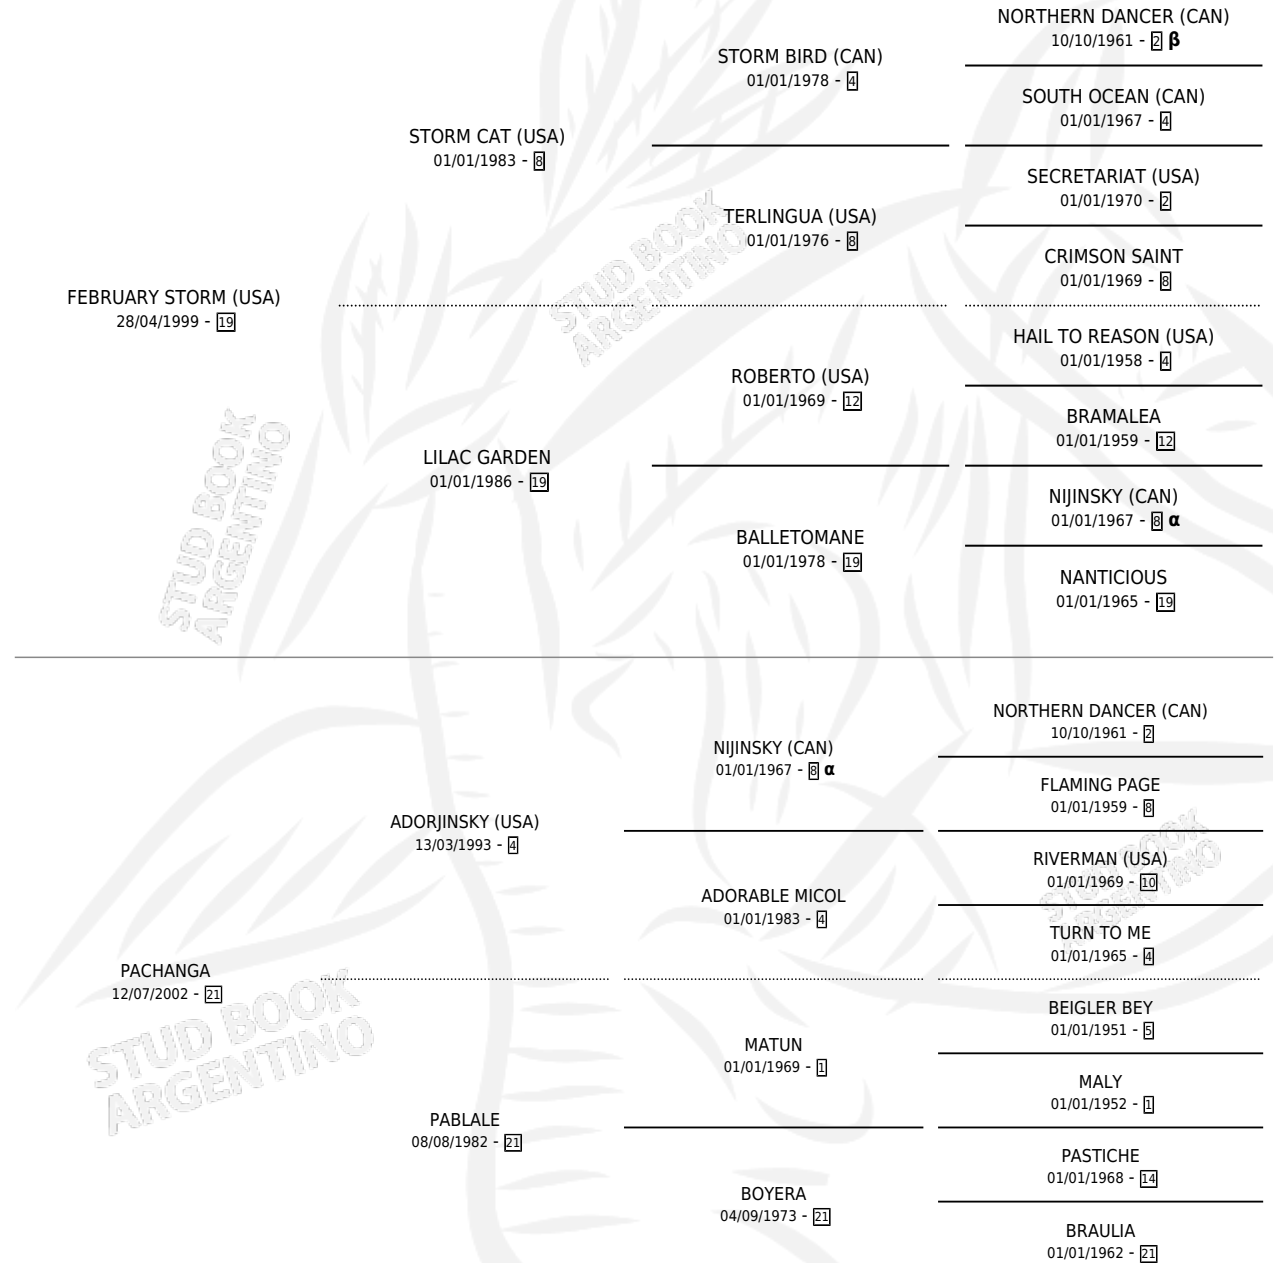 NORTHERN DANCER (CAN)
10/10/1961 - 2 β
STORM BIRD (CAN)
01/01/1978 - 4
SOUTH OCEAN (CAN)
01/01/1967 - 4
STORM CAT (USA)
01/01/1983 - 8
SECRETARIAT (USA)
01/01/1970 - 2
TERLINGUA (USA)
01/01/1976 - 8
CRIMSON SAINT
01/01/1969 - 8
FEBRUARY STORM (USA)
28/04/1999 - 19
HAIL TO REASON (USA)
01/01/1958 - 4
ROBERTO (USA)
01/01/1969 - 12
BRAMALEA
01/01/1959 - 12
LILAC GARDEN
01/01/1986 - 19
NIJINSKY (CAN)
01/01/1967 - 8 α
BALLETOMANE
01/01/1978 - 19
NANTICIOUS
01/01/1965 - 19
NORTHERN DANCER (CAN)
10/10/1961 - 2
NIJINSKY (CAN)
01/01/1967 - 8 α
FLAMING PAGE
01/01/1959 - 8
ADORJINSKY (USA)
13/03/1993 - 4
RIVERMAN (USA)
01/01/1969 - 10
ADORABLE MICOL
01/01/1983 - 4
TURN TO ME
01/01/1965 - 4
PACHANGA
12/07/2002 - 21
BEIGLER BEY
01/01/1951 - 5
MATUN
01/01/1969 - 1
MALY
01/01/1952 - 1
PABLALE
08/08/1982 - 21
PASTICHE
01/01/1968 - 14
BOYERA
04/09/1973 - 21
BRAULIA
01/01/1962 - 21
STUD BOOK
ARGENTINO
STUD BOOK
ARGENTINO
STUD BOOK
ARGENTINO
STUD BOOK
ARGENTINO